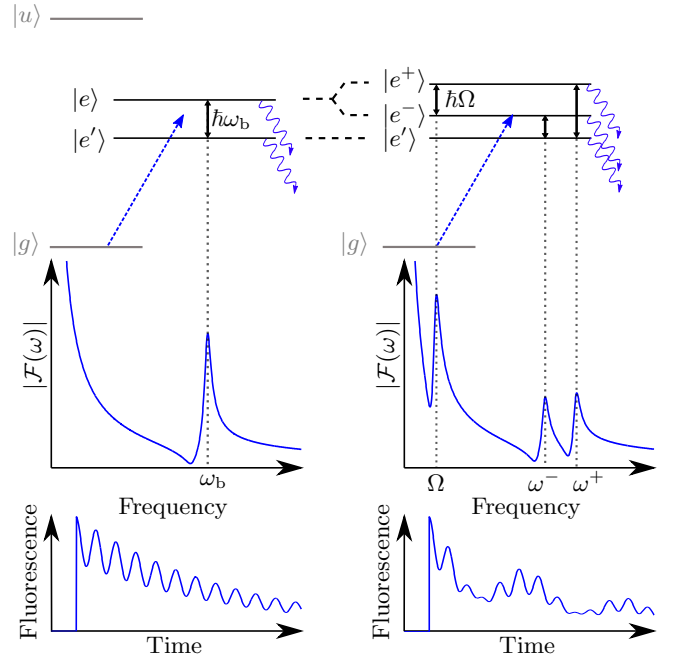 |u⟩
|e⟩
ħω_b
|e′⟩
|g⟩
|F(ω)|
ω_b
Frequency
Fluorescence
Time
|e⁺⟩
ħΩ
|e⁻⟩
|e′⟩
|g⟩
|F(ω)|
Ω
ω⁻
ω⁺
Frequency
Fluorescence
Time